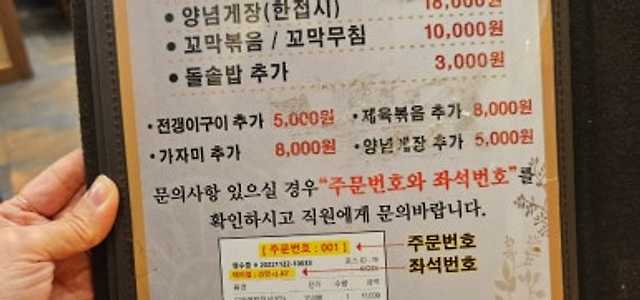 • 양념게장(한접시) 18,000원
• 꼬막볶음 / 꼬막무침 10,000원
• 돌솥밥 추가 3,000원
• 전갱이구이 추가 5,000원 • 제육볶음 추가 8,000원
• 가자미 추가 8,000원 • 양념게장 추가 5,000원
문의사항 있으실 경우 "주문번호와 좌석번호"를
확인하시고 직원에게 문의바랍니다.
[ 주문번호 : 001 ] 주문번호
좌석번호